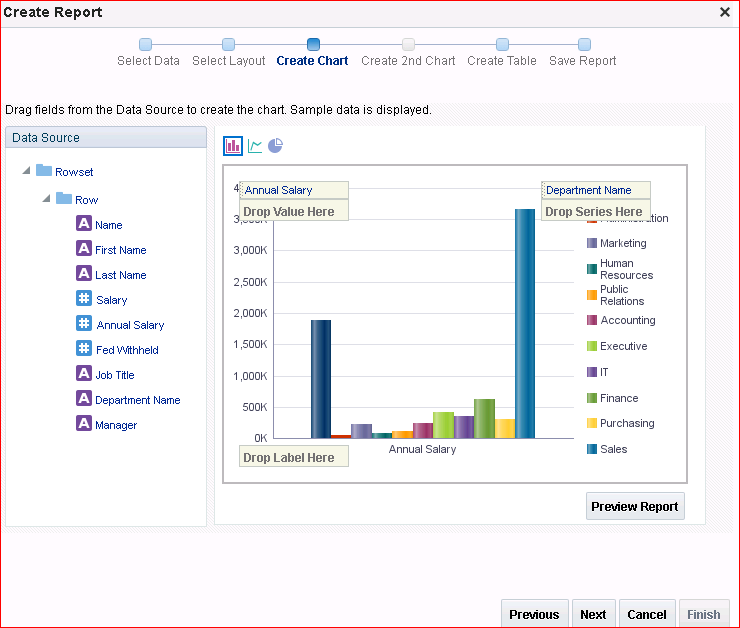 Create Report
Select Data Select Layout Create Chart Create 2nd Chart Create Table Save Report
Drag fields from the Data Source to create the chart. Sample data is displayed.
Data Source
Rowset
Row
A Name
A First Name
A Last Name
# Salary
# Annual Salary
# Fed Withheld
A Job Title
A Department Name
A Manager
Annual Salary
Drop Value Here
Department Name
Drop Series Here
3,000K
2,500K
2,000K
1,500K
1,000K
500K
0K
Annual Salary
Drop Label Here
Marketing
Human
Resources
Public
Relations
Accounting
Executive
IT
Finance
Purchasing
Sales
Preview Report
Previous Next Cancel Finish